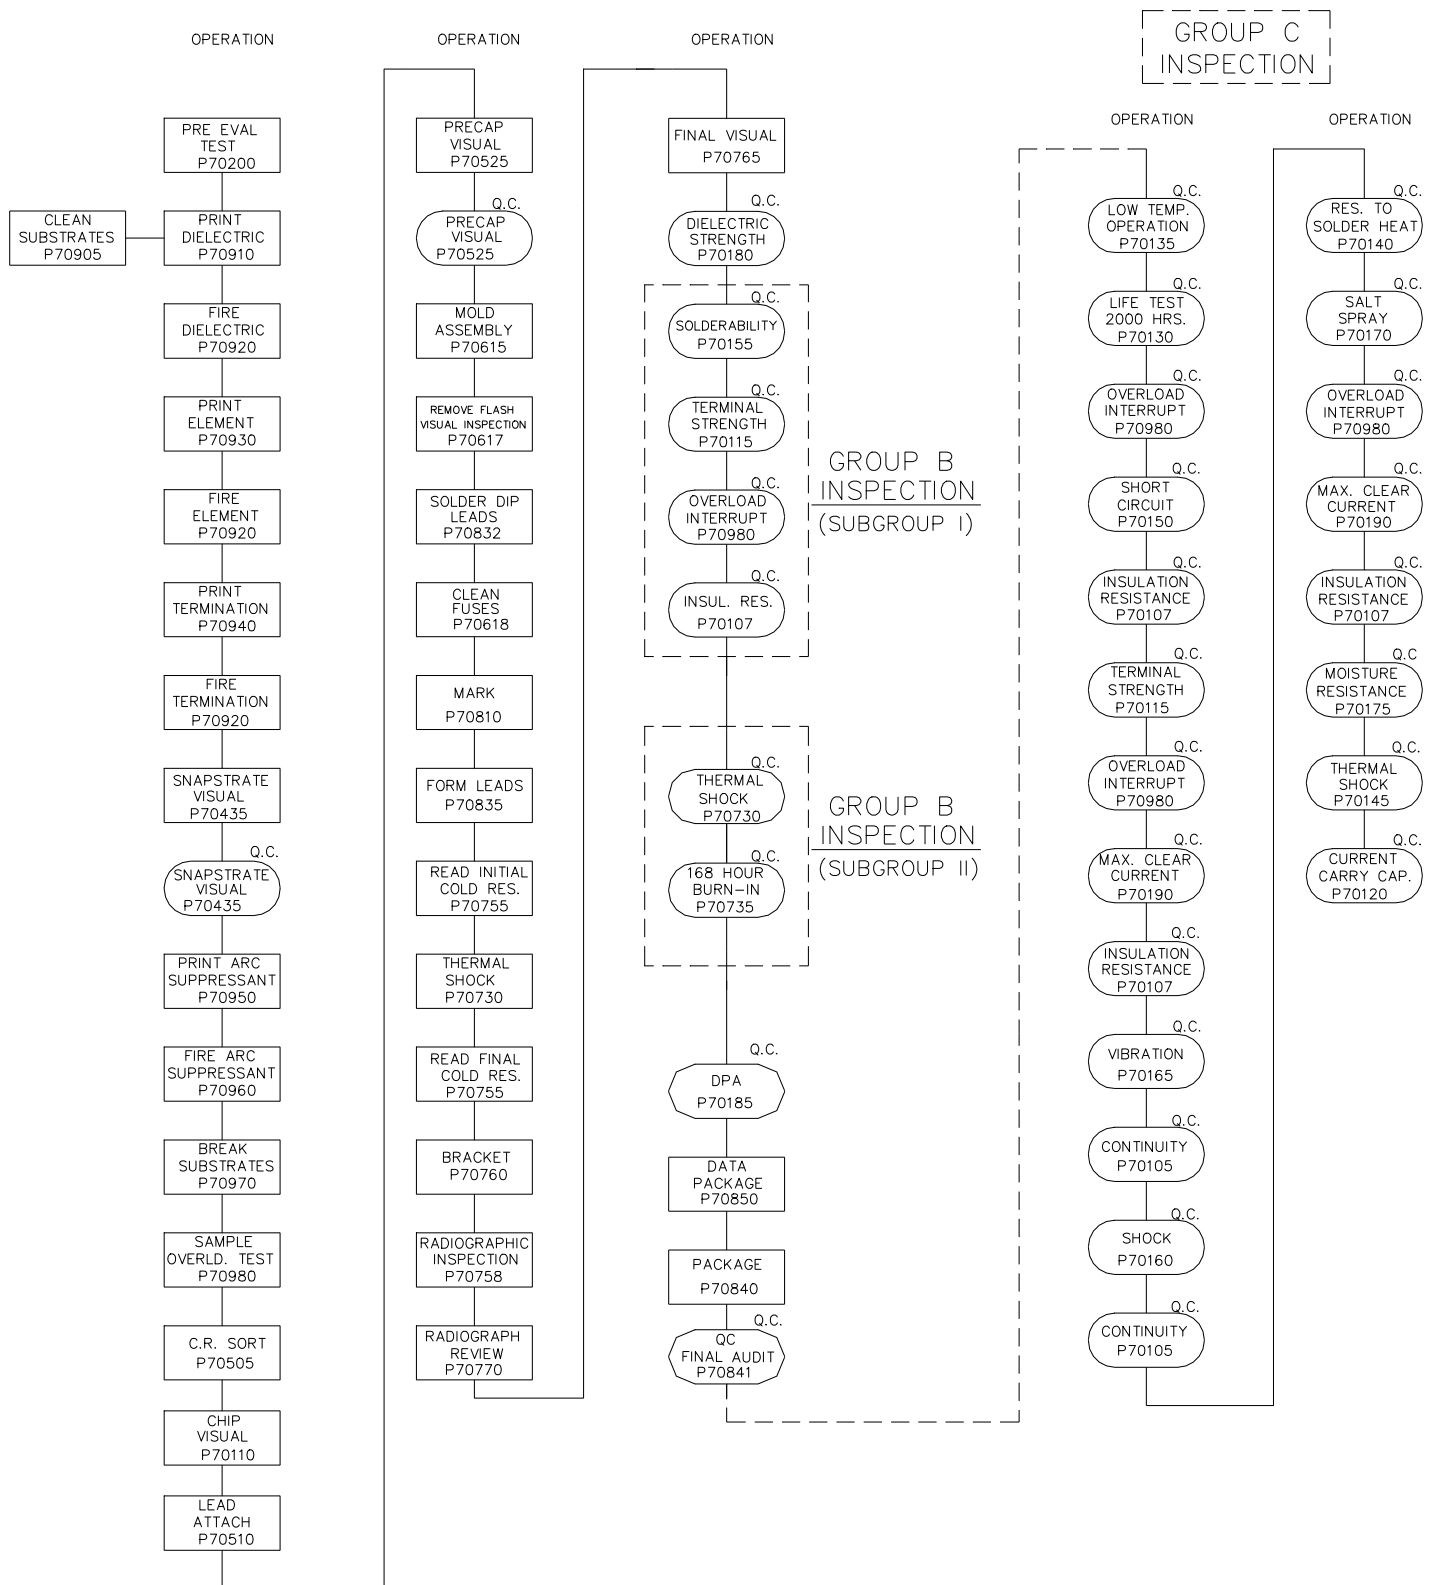 OPERATION
PRE EVAL
TEST
P70200
CLEAN
SUBSTRATES
P70905
PRINT
DIELECTRIC
P70910
FIRE
DIELECTRIC
P70920
PRINT
ELEMENT
P70930
FIRE
ELEMENT
P70920
PRINT
TERMINATION
P70940
FIRE
TERMINATION
P70920
SNAPSTRATE
VISUAL
P70435
Q.C.
SNAPSTRATE
VISUAL
P70435
PRINT ARC
SUPPRESSANT
P70950
FIRE ARC
SUPPRESSANT
P70960
BREAK
SUBSTRATES
P70970
SAMPLE
OVERLD. TEST
P70980
C.R. SORT
P70505
CHIP
VISUAL
P70110
LEAD
ATTACH
P70510
OPERATION
PRECAP
VISUAL
P70525
Q.C.
PRECAP
VISUAL
P70525
MOLD
ASSEMBLY
P70615
REMOVE FLASH
VISUAL INSPECTION
P70617
SOLDER DIP
LEADS
P70832
CLEAN
FUSES
P70618
MARK
P70810
FORM LEADS
P70835
READ INITIAL
COLD RES.
P70755
THERMAL
SHOCK
P70730
READ FINAL
COLD RES.
P70755
BRACKET
P70760
RADIOGRAPHIC
INSPECTION
P70758
RADIOGRAPH
REVIEW
P70770
OPERATION
FINAL VISUAL
P70765
Q.C.
DIELECTRIC
STRENGTH
P70180
Q.C.
SOLDERABILITY
P70155
Q.C.
TERMINAL
STRENGTH
P70115
Q.C.
OVERLOAD
INTERRUPT
P70980
Q.C.
INSUL. RES.
P70107
GROUP B
INSPECTION
(SUBGROUP I)
Q.C.
THERMAL
SHOCK
P70730
Q.C.
168 HOUR
BURN-IN
P70735
GROUP B
INSPECTION
(SUBGROUP II)
Q.C.
DPA
P70185
DATA
PACKAGE
P70850
PACKAGE
P70840
Q.C.
QC
FINAL AUDIT
P70841
GROUP C
INSPECTION
OPERATION
Q.C.
LOW TEMP.
OPERATION
P70135
Q.C.
LIFE TEST
2000 HRS.
P70130
Q.C.
OVERLOAD
INTERRUPT
P70980
Q.C.
SHORT
CIRCUIT
P70150
Q.C.
INSULATION
RESISTANCE
P70107
Q.C.
TERMINAL
STRENGTH
P70115
Q.C.
OVERLOAD
INTERRUPT
P70980
Q.C.
MAX. CLEAR
CURRENT
P70190
Q.C.
INSULATION
RESISTANCE
P70107
Q.C.
VIBRATION
P70165
Q.C.
CONTINUITY
P70105
Q.C.
SHOCK
P70160
Q.C.
CONTINUITY
P70105
OPERATION
Q.C.
RES. TO
SOLDER HEAT
P70140
Q.C.
SALT
SPRAY
P70170
Q.C.
OVERLOAD
INTERRUPT
P70980
Q.C.
MAX. CLEAR
CURRENT
P70190
Q.C.
INSULATION
RESISTANCE
P70107
Q.C
MOISTURE
RESISTANCE
P70175
Q.C.
THERMAL
SHOCK
P70145
Q.C.
CURRENT
CARRY CAP.
P70120